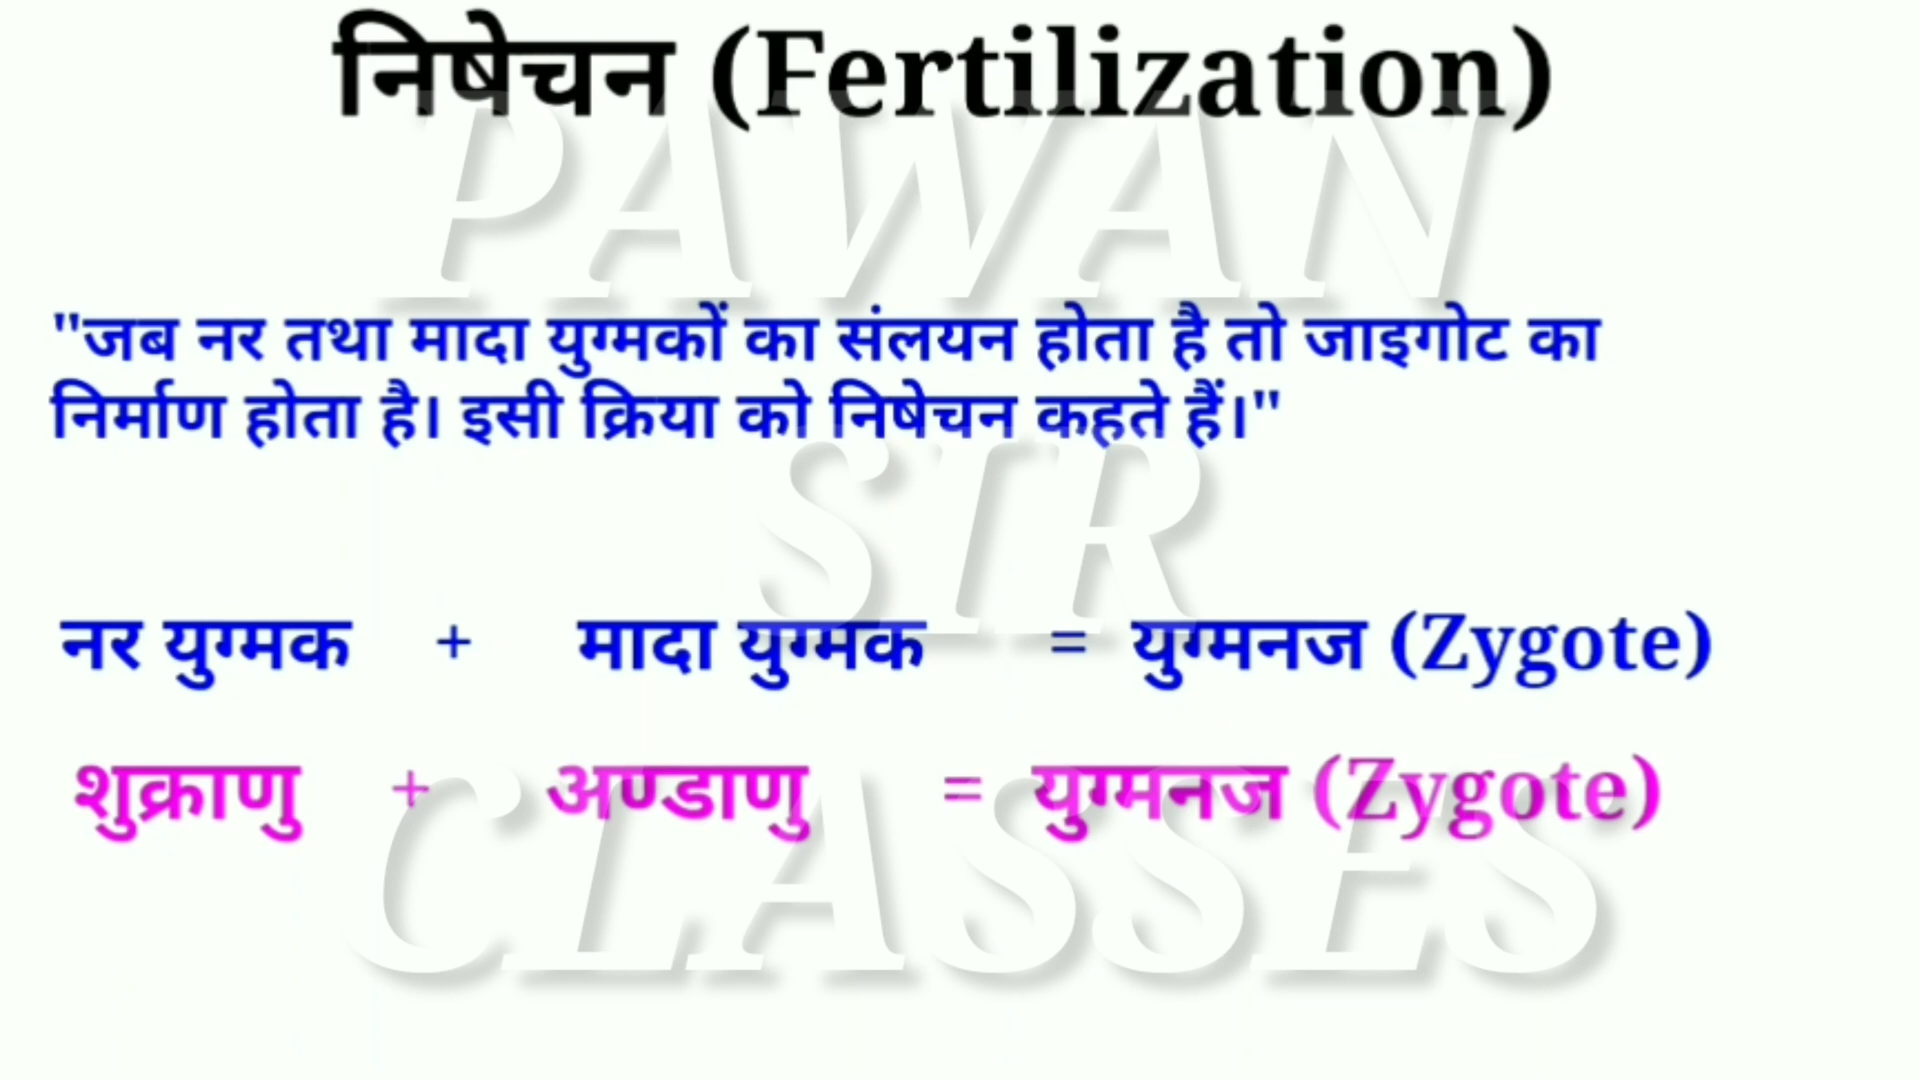 निषेचन (Fertilization)
"जब नर तथा मादा युग्मकों का संलयन होता है तो जाइगोट का
निर्माण होता है। इसी क्रिया को निषेचन कहते हैं।"
नर युग्मक + मादा युग्मक = युग्मनज (Zygote)
शुक्राणु + अण्डाणु = युग्मनज (Zygote)
PAWAN
SIR
CLASSES